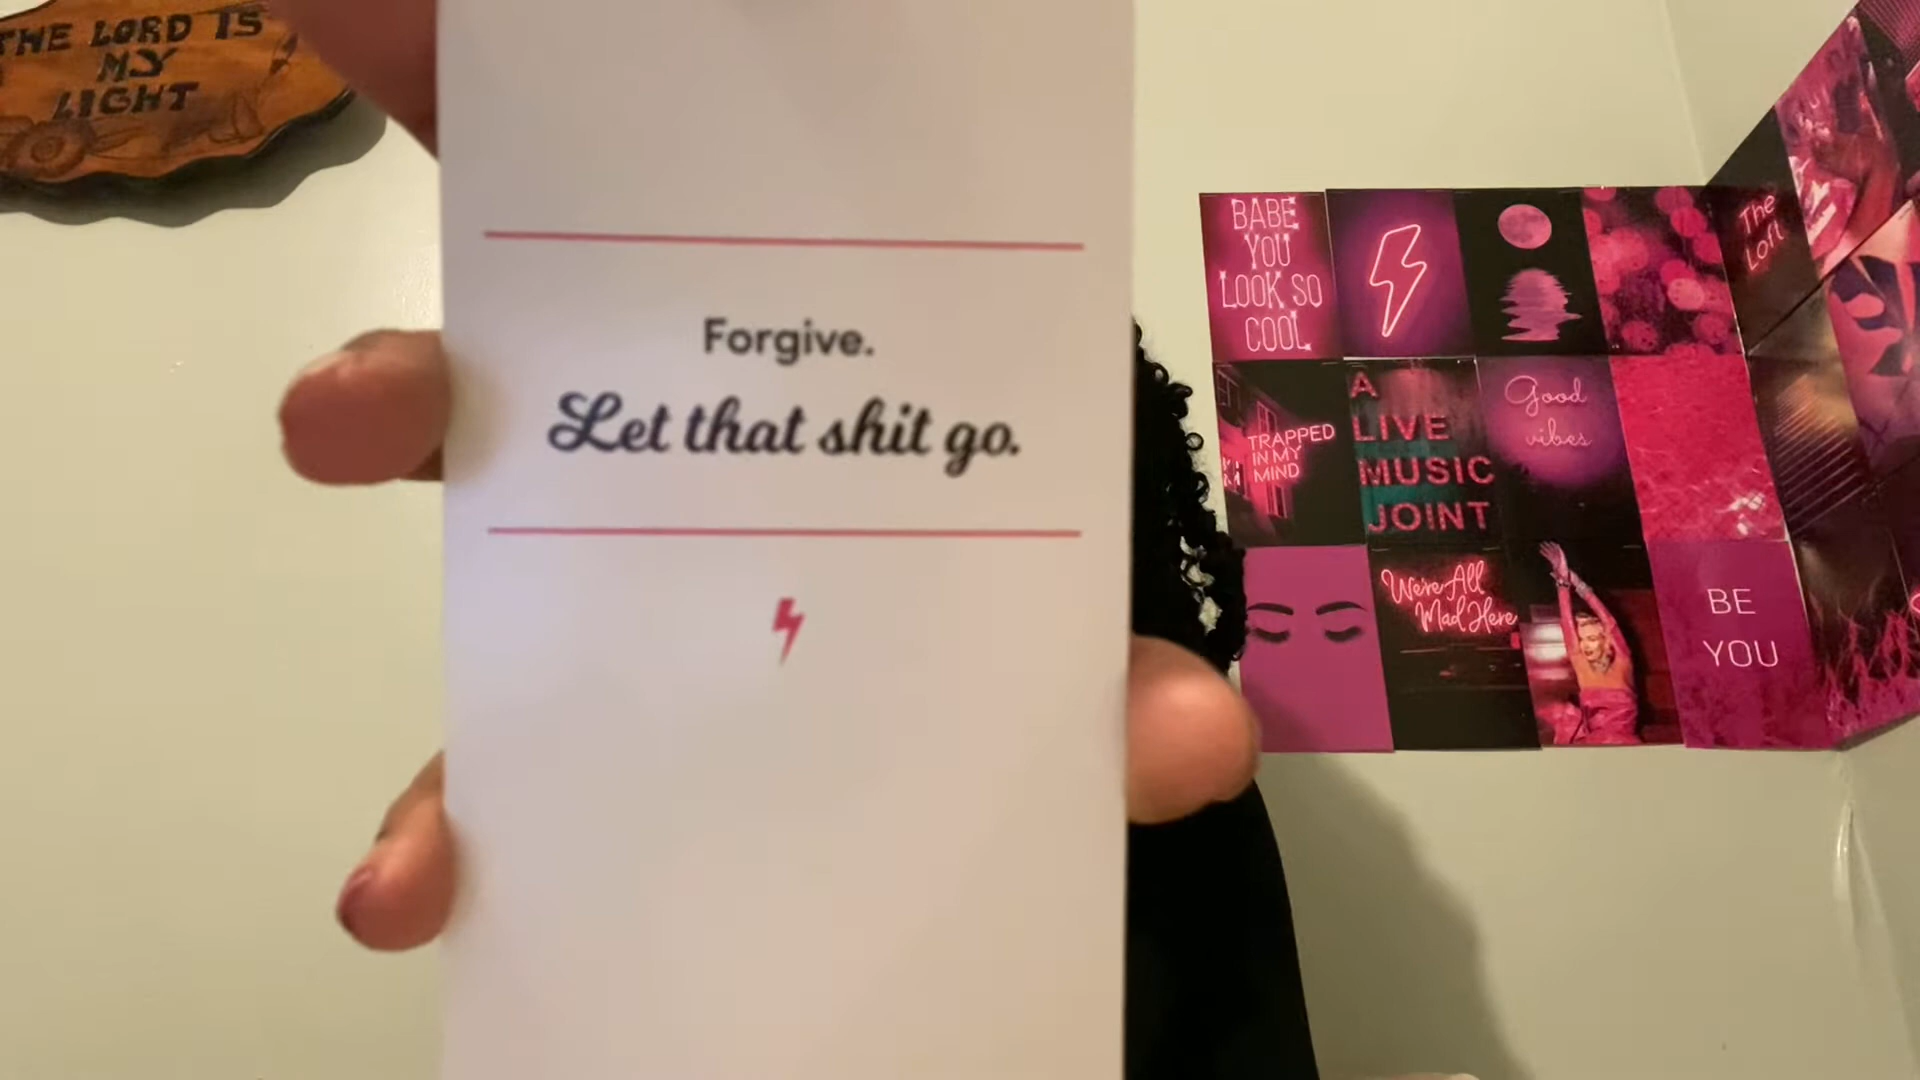 THE LORD IS
MY
LIGHT
Forgive.
Let that shit go.
BABE
YOU
LOOK SO
COOL
The
Loft
TRAPPED
IN MY
MIND
A
LIVE
MUSIC
JOINT
Good
vibes
We're All
Mad Here
BE
YOU